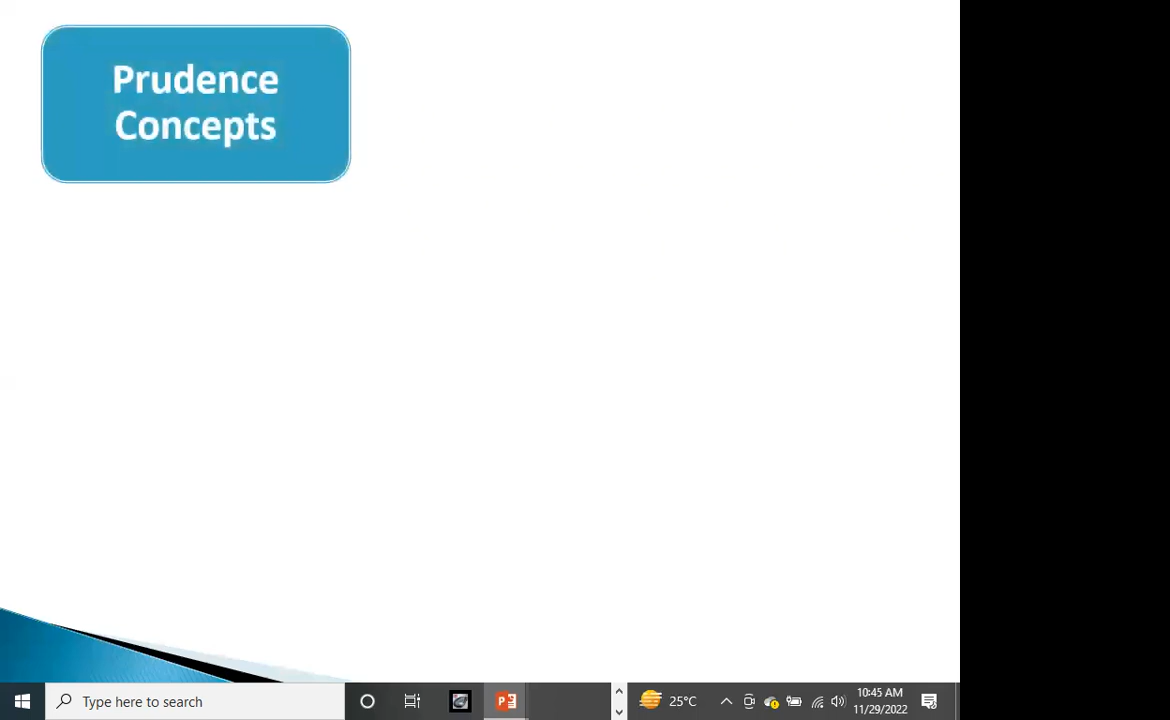 Prudence
Concepts
Type here to search
25°C
10:45 AM
11/29/2022